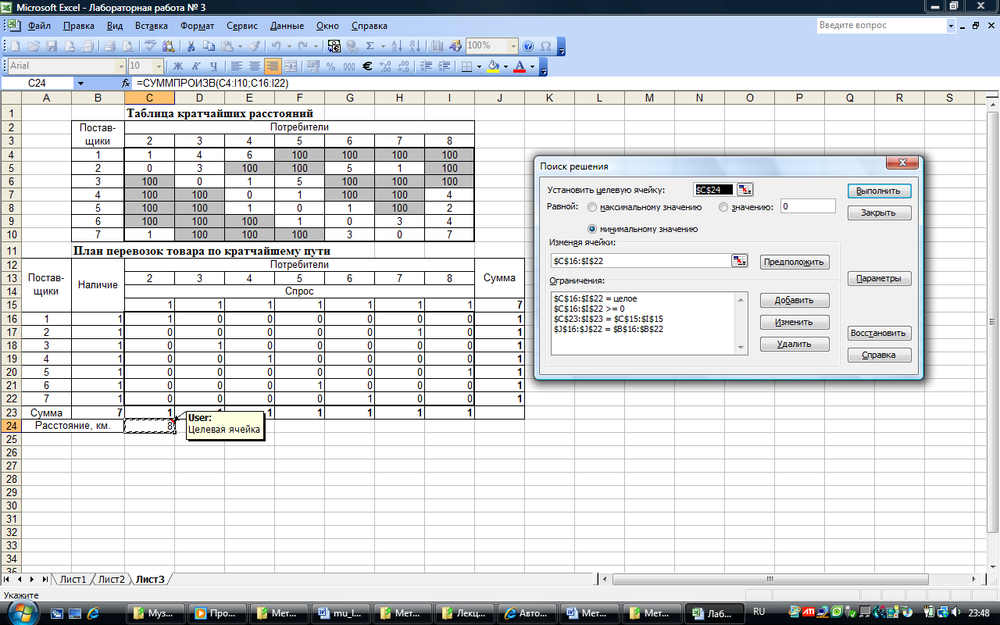 Microsoft Excel - Лабораторная работа № 3
Файл Правка Вид Вставка Формат Сервис Данные Окно Справка
Введите вопрос
100%
Arial 10 Ж К Ч
C24 fx =СУММПРОИЗВ(C4:I10;C16:I22)
A B C D E F G H I J K L M N O P Q R S
1 Таблица кратчайших расстояний
2 Постав- Потребители
3 щики 2 3 4 5 6 7 8
4 1 1 4 6 100 100 100 100
5 2 0 3 100 100 5 1 100
6 3 100 0 1 5 100 100 100
7 4 100 100 0 1 100 100 4
8 5 100 100 1 0 1 100 2
9 6 100 100 100 1 0 3 4
10 7 1 100 100 100 3 0 7
11 План перевозок товара по кратчайшему пути
12 Потребители
13 Постав- щики Наличие 2 3 4 5 6 7 8 Сумма
14 Спрос
15 1 1 1 1 1 1 1 7
16 1 1 1 0 0 0 0 0 0 1
17 2 1 0 0 0 0 0 1 0 1
18 3 1 0 1 0 0 0 0 0 1
19 4 1 0 0 1 0 0 0 0 1
20 5 1 0 0 0 0 0 0 1 1
21 6 1 0 0 0 1 0 0 0 1
22 7 1 0 0 0 0 1 0 0 1
23 Сумма 7 1 1 1 1 1 1 1
24 Расстояние, км. 8
User:
Целевая ячейка
25
26
27
28
29
30
31
32
33
34
35
Поиск решения
Установить целевую ячейку: $C$24 Выполнить
Равной: максимальному значению значению: 0 Закрыть
минимальному значению
Изменяя ячейки:
$C$16:$I$22 Предположить
Ограничения: Параметры
$C$16:$I$22 = целое Добавить
$C$16:$I$22 >= 0
$C$23:$I$23 = $C$15:$I$15 Изменить
$J$16:$J$22 = $B$16:$B$22 Восстановить
Удалить
Справка
Лист1 Лист2 Лист3
Укажите
Муз... Про... Мет... mu_l... Мет... Лекц... Авто... Мет... Мет... Мет... Лаб... RU ATI 23:48